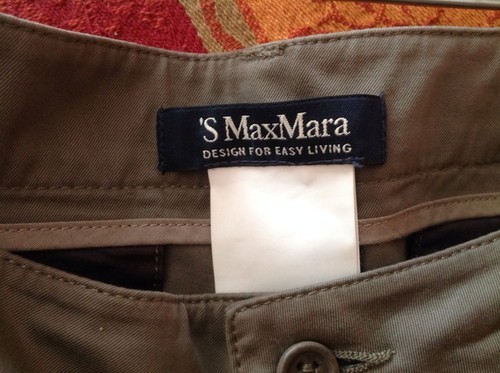 'S MaxMara
DESIGN FOR EASY LIVING